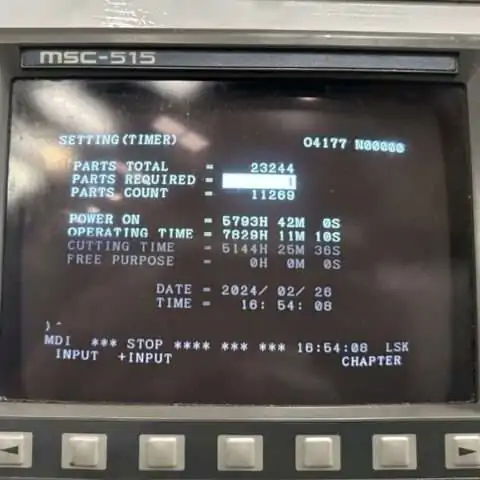 MSC-515
SETTING(TIMER) O4177 N00000
PARTS TOTAL = 23244
PARTS REQUIRED = 1
PARTS COUNT = 11269
POWER ON = 5793H 42M 0S
OPERATING TIME = 7829H 11M 10S
CUTTING TIME = 5144H 25M 36S
FREE PURPOSE = 0H 0M 0S
DATE = 2024/ 02/ 26
TIME = 16: 54: 08
)^
MDI *** STOP **** *** *** 16:54:08 LSK
INPUT +INPUT CHAPTER